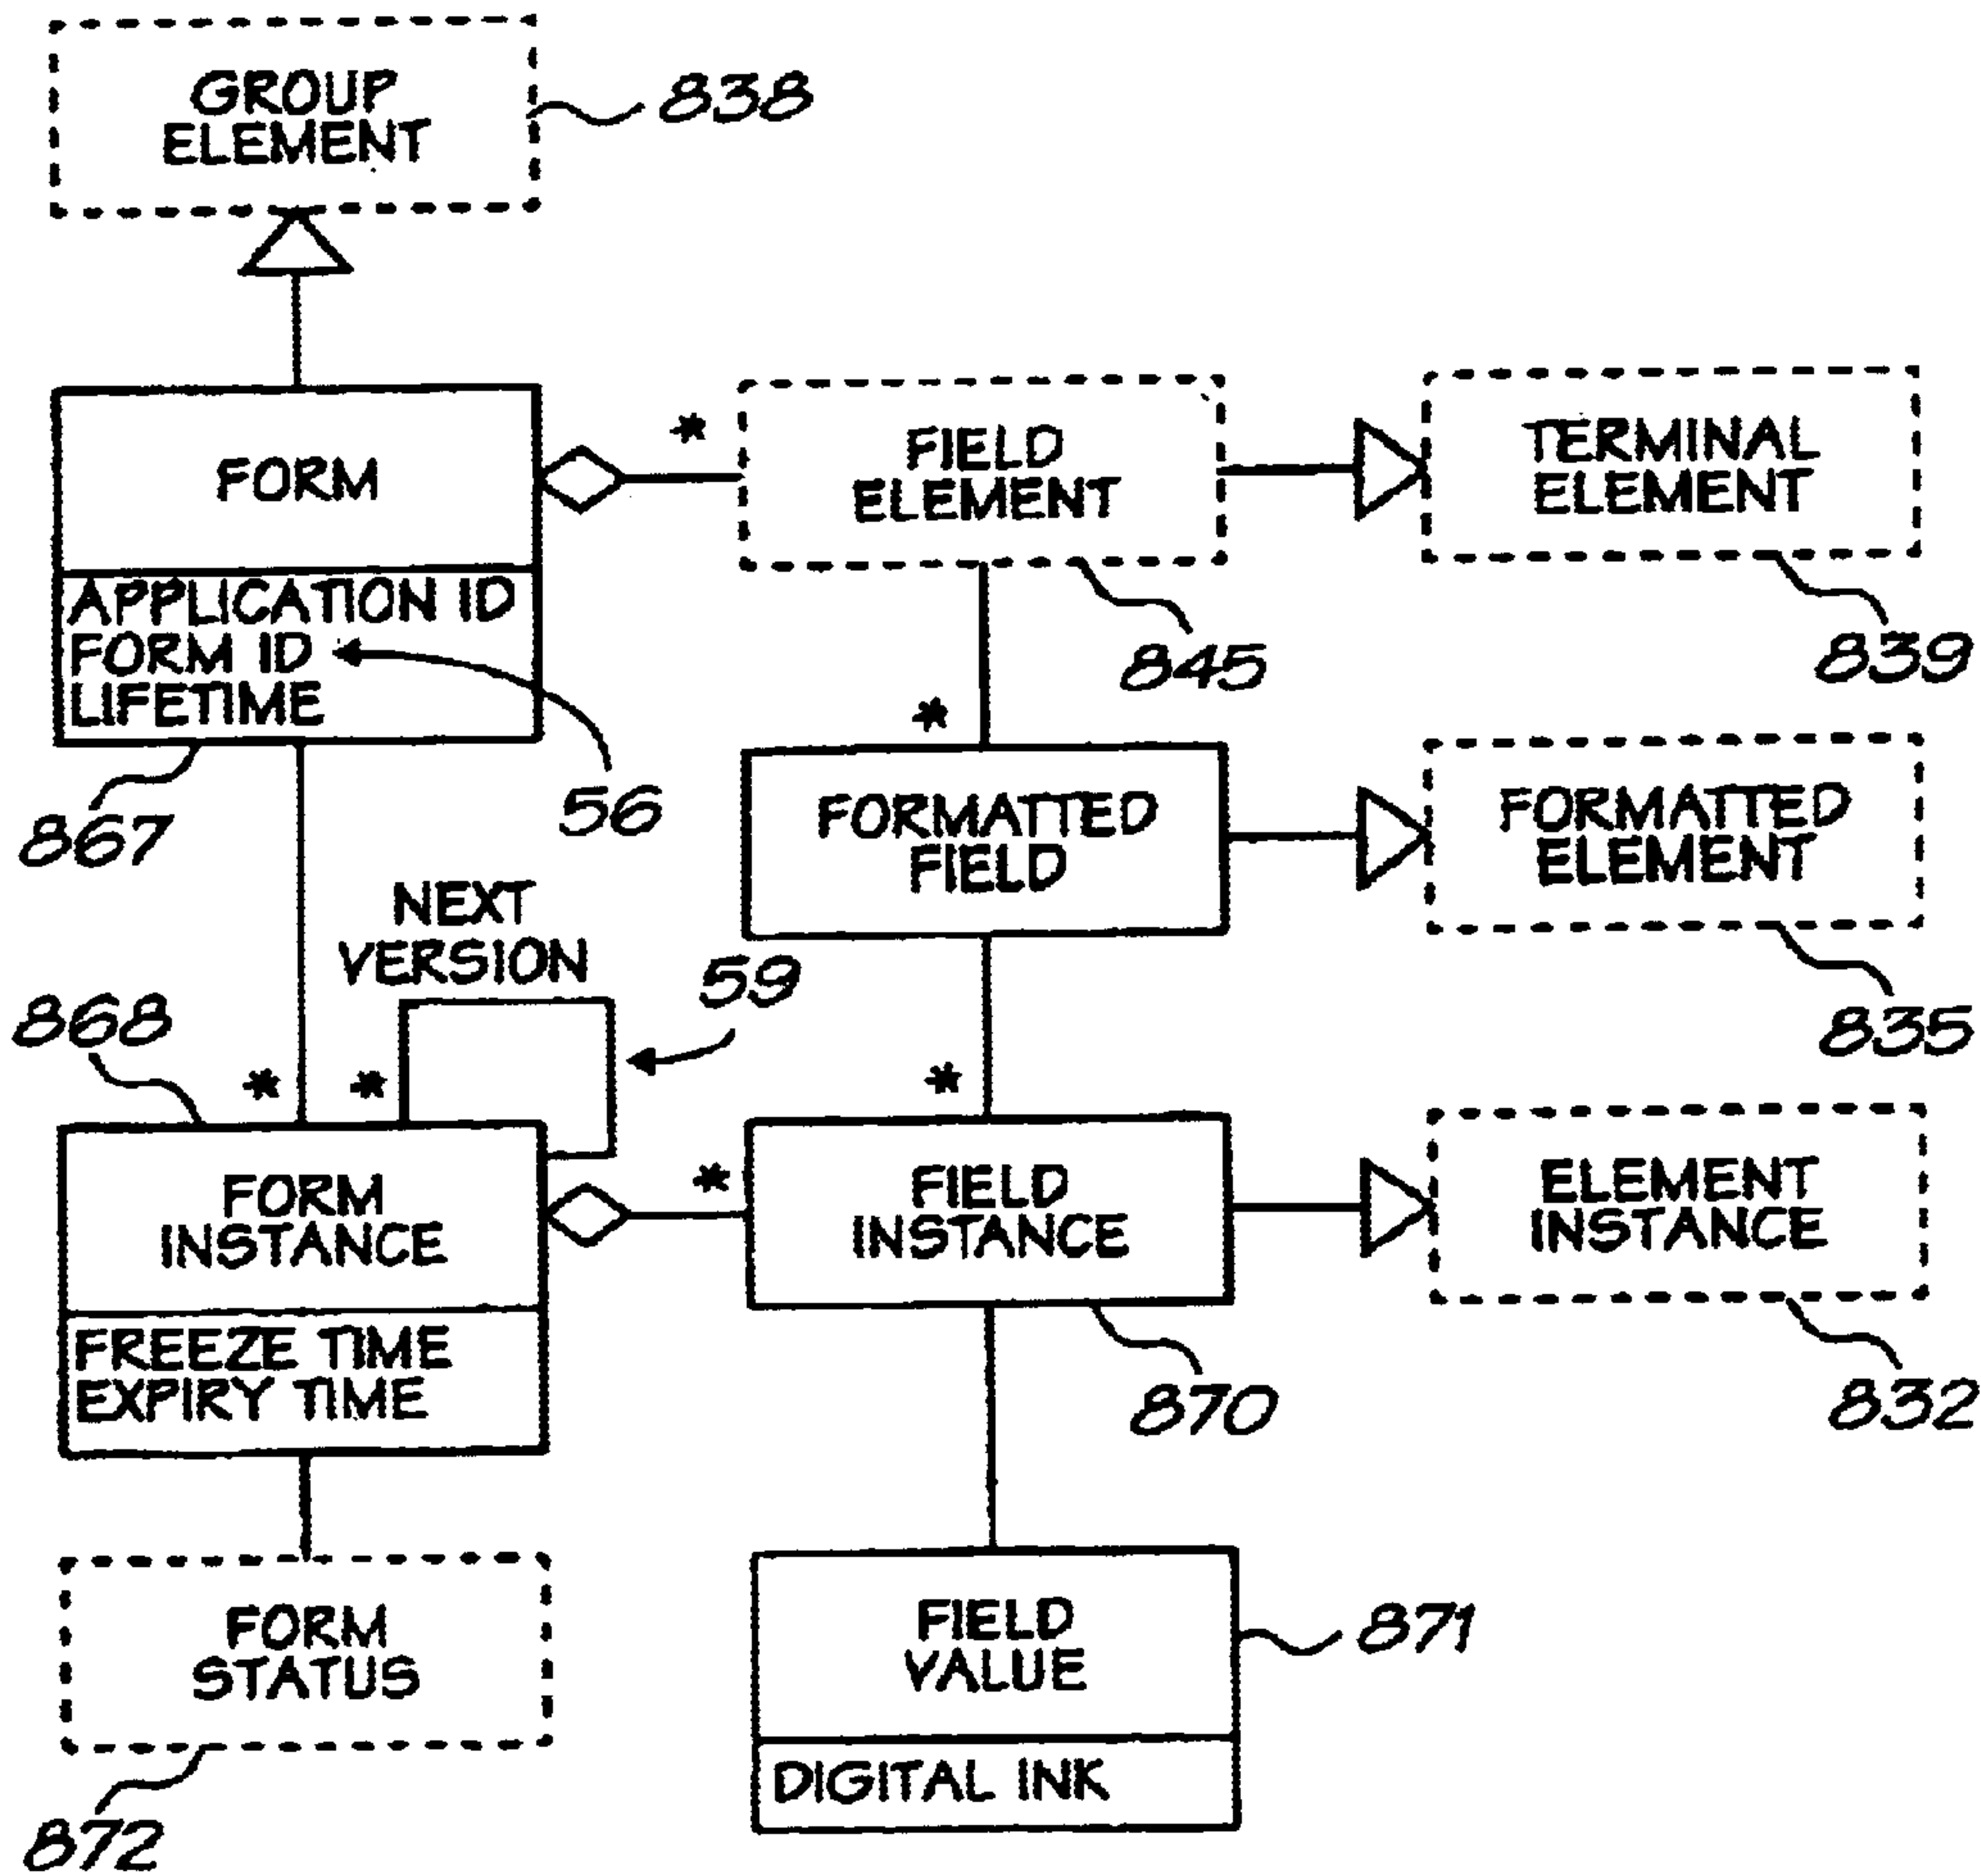 GROUP
ELEMENT
838
FORM
APPLICATION ID
FORM ID
LIFETIME
*
FIELD
ELEMENT
TERMINAL
ELEMENT
845
839
867
56
*
FORMATTED
FIELD
FORMATTED
ELEMENT
835
NEXT
VERSION
59
868
*
*
*
FORM
INSTANCE
FREEZE TIME
EXPIRY TIME
*
FIELD
INSTANCE
ELEMENT
INSTANCE
870
832
FORM
STATUS
872
FIELD
VALUE
DIGITAL INK
871